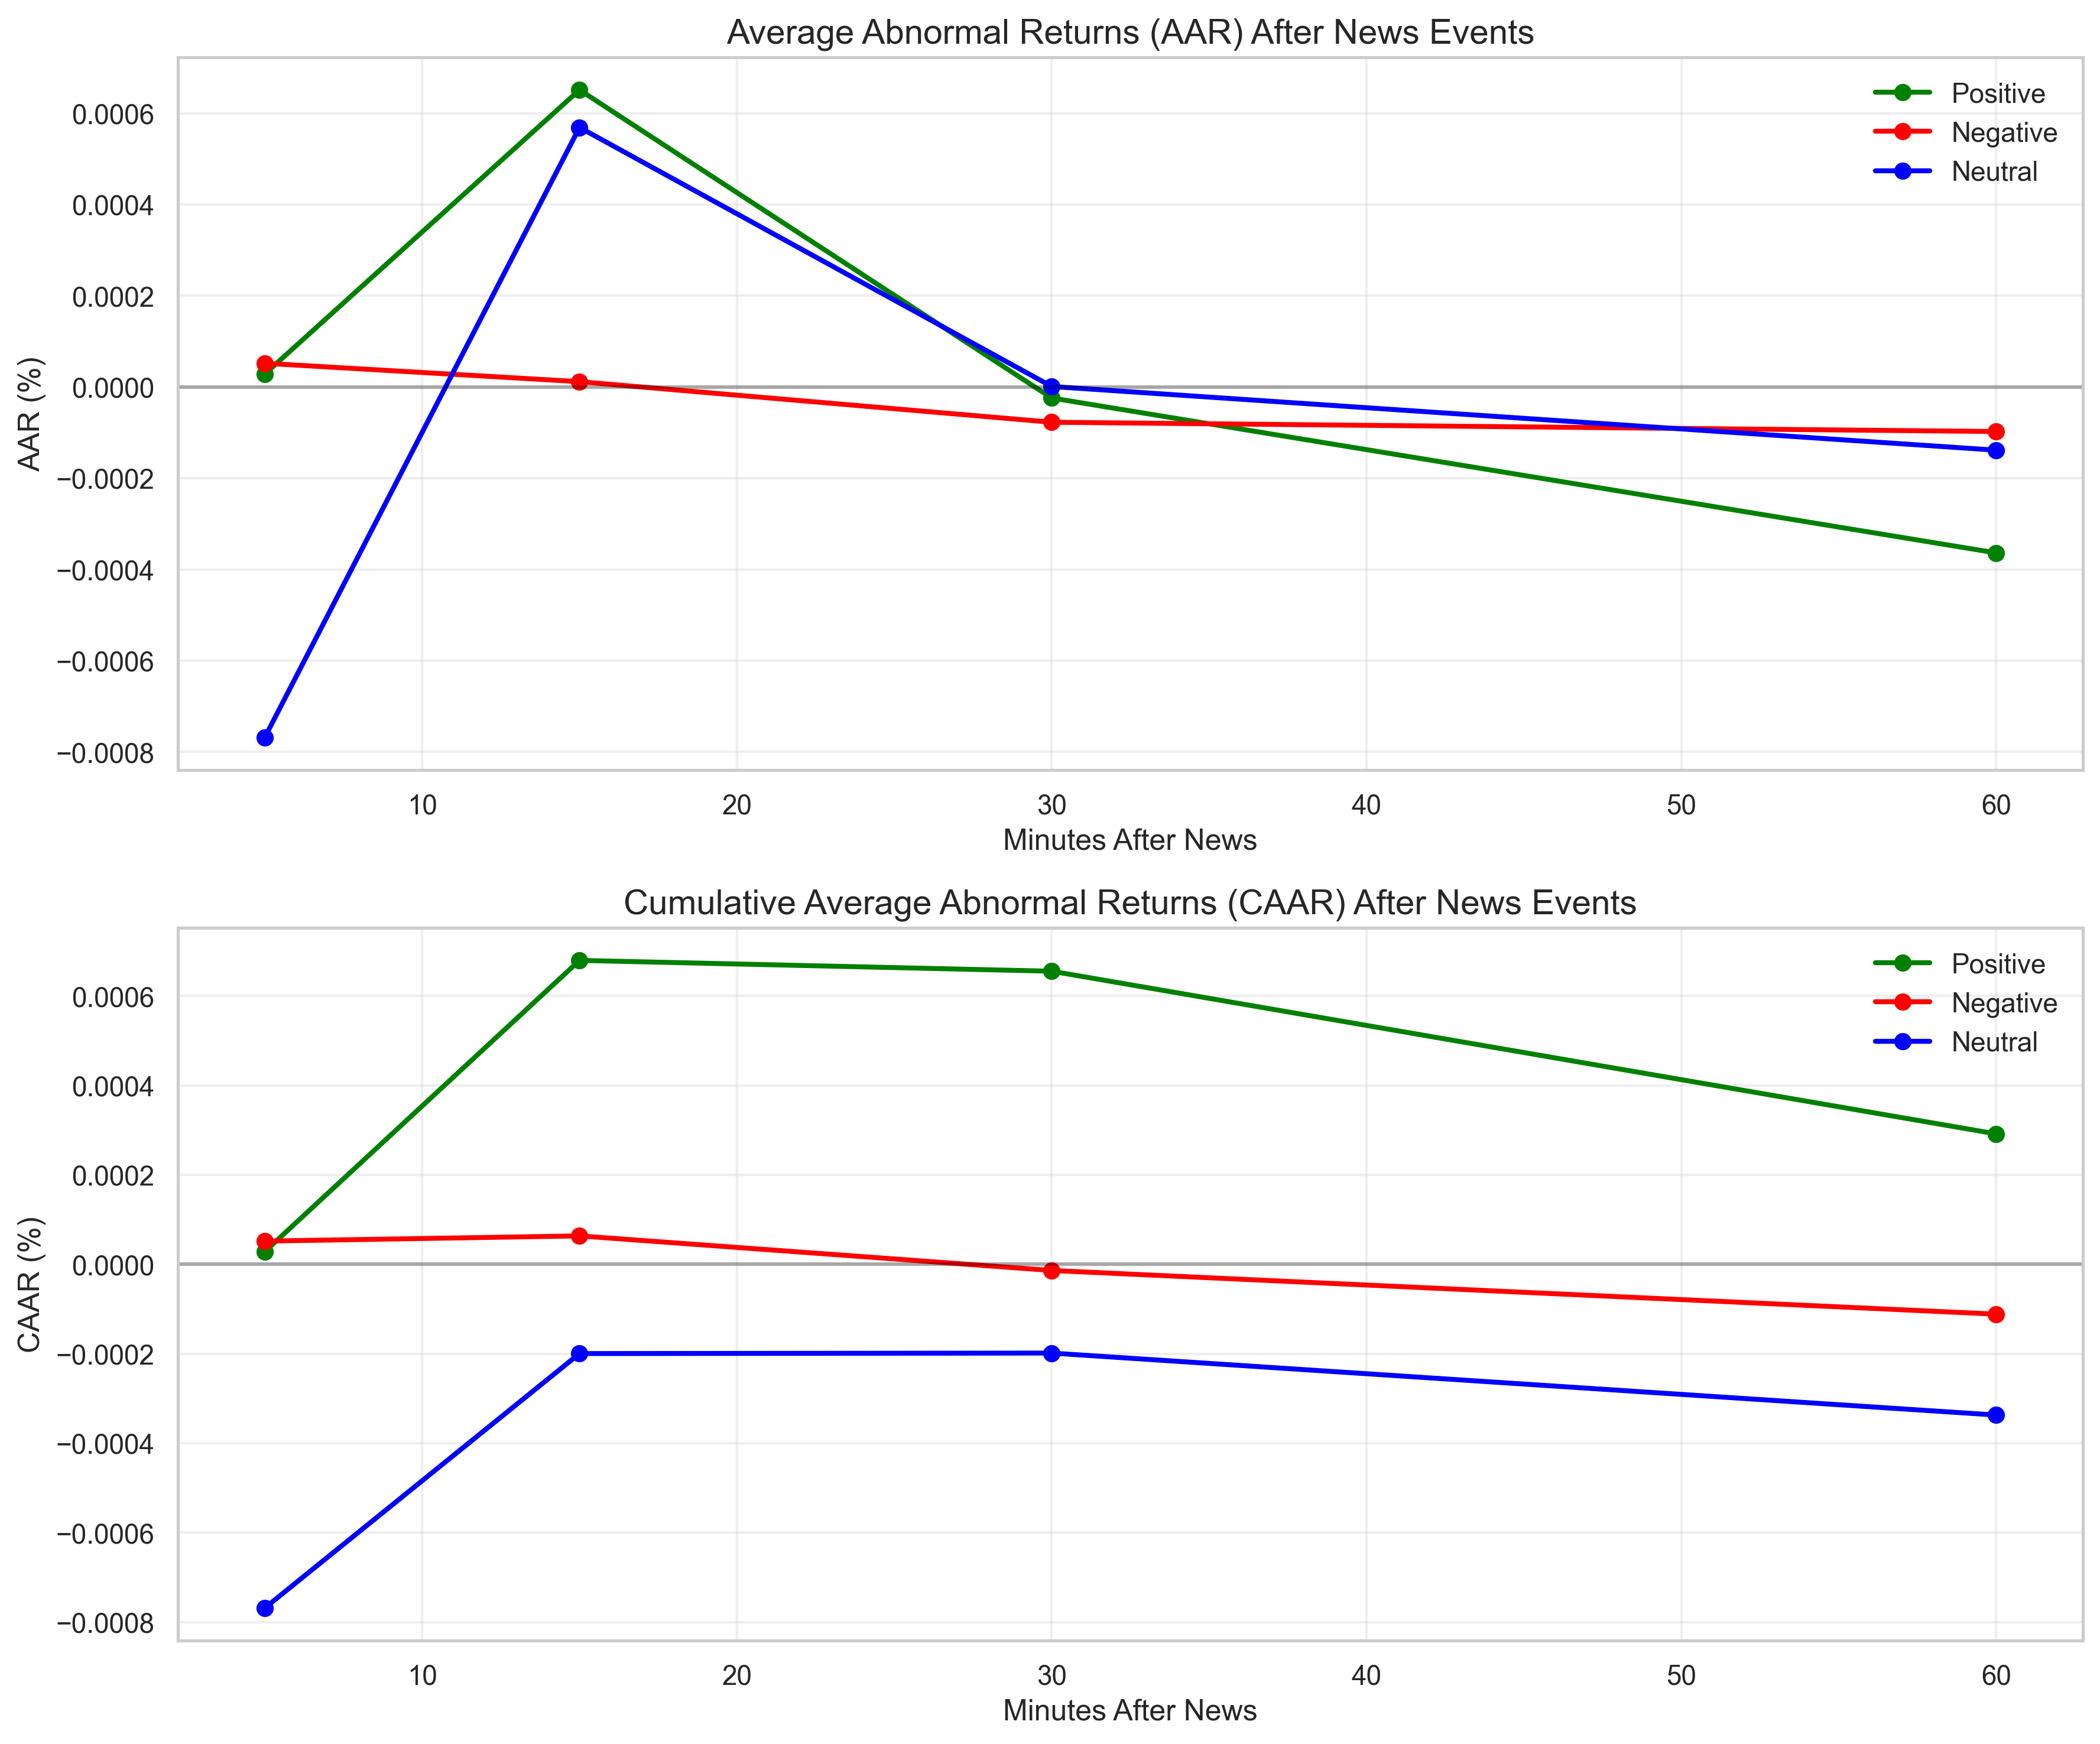 Average Abnormal Returns (AAR) After News Events
Positive
Negative
Neutral
0.0006
0.0004
0.0002
0.0000
−0.0002
−0.0004
−0.0006
−0.0008
AAR (%)
10 20 30 40 50 60
Minutes After News
Cumulative Average Abnormal Returns (CAAR) After News Events
Positive
Negative
Neutral
0.0006
0.0004
0.0002
0.0000
−0.0002
−0.0004
−0.0006
−0.0008
CAAR (%)
10 20 30 40 50 60
Minutes After News